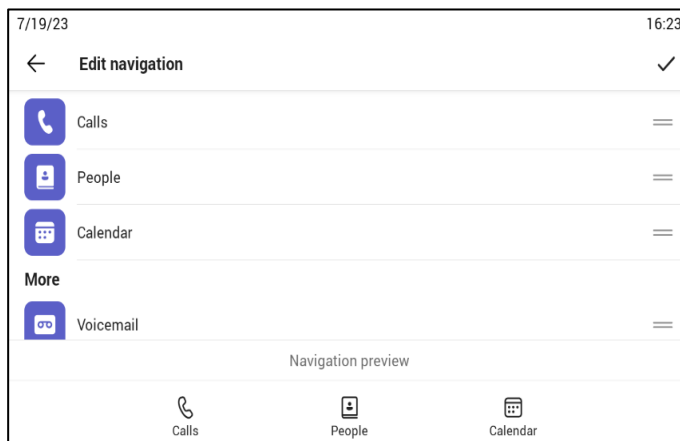 7/19/23 16:23
Edit navigation
Calls
People
Calendar
More
Voicemail
Navigation preview
Calls People Calendar